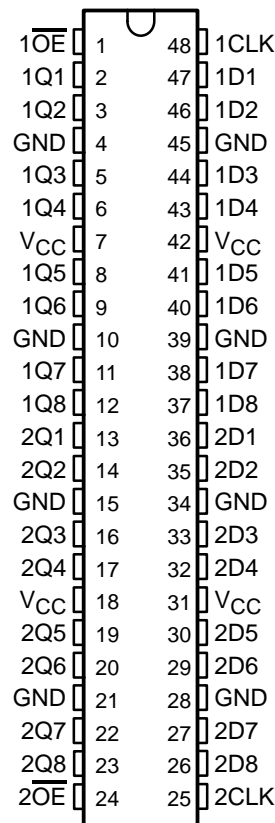 1O̅E̅ 1 48 1CLK
1Q1 2 47 1D1
1Q2 3 46 1D2
GND 4 45 GND
1Q3 5 44 1D3
1Q4 6 43 1D4
VCC 7 42 VCC
1Q5 8 41 1D5
1Q6 9 40 1D6
GND 10 39 GND
1Q7 11 38 1D7
1Q8 12 37 1D8
2Q1 13 36 2D1
2Q2 14 35 2D2
GND 15 34 GND
2Q3 16 33 2D3
2Q4 17 32 2D4
VCC 18 31 VCC
2Q5 19 30 2D5
2Q6 20 29 2D6
GND 21 28 GND
2Q7 22 27 2D7
2Q8 23 26 2D8
2O̅E̅ 24 25 2CLK